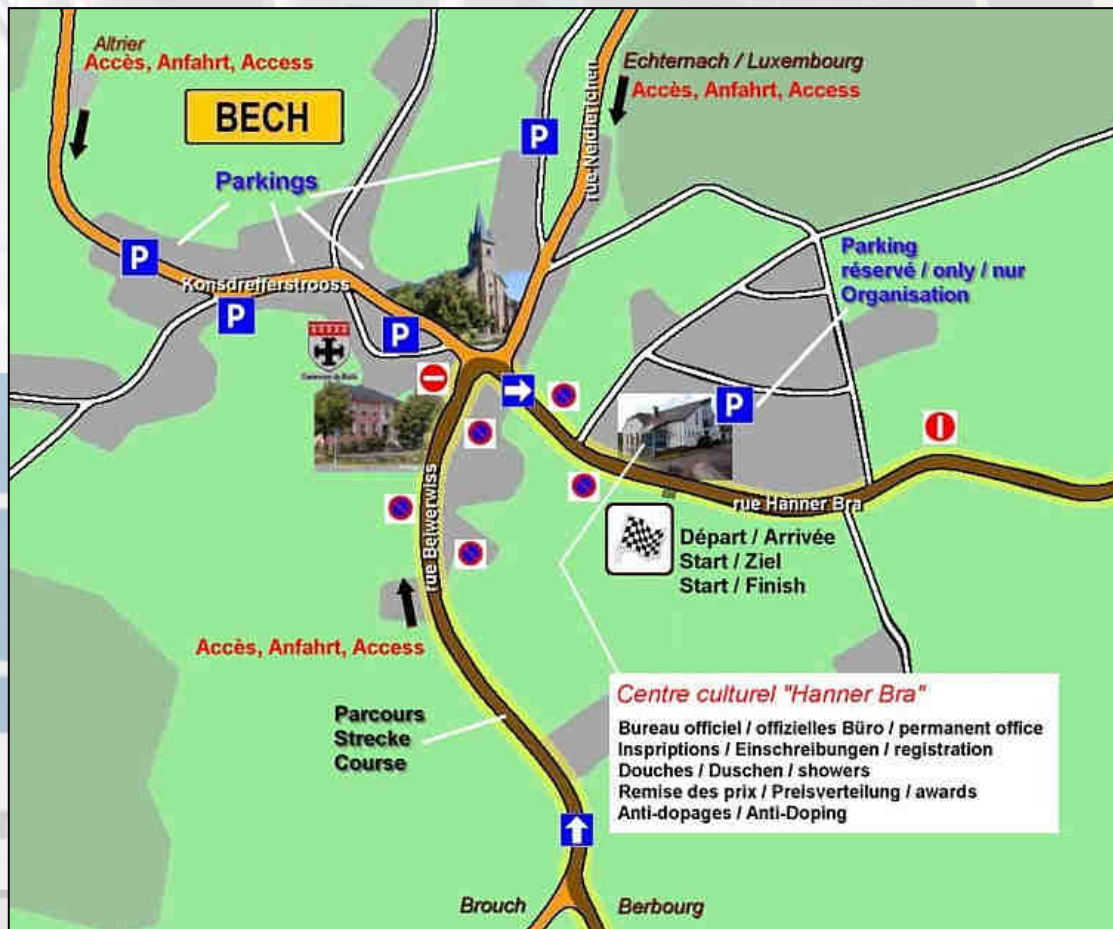 Altrier
Accès, Anfahrt, Access
BECH
Echternach / Luxembourg
Accès, Anfahrt, Access
rue Neidierfchen
P
P
Parkings
P
Konsdrefferstrooss
P
P
Parking
réservé / only / nur
Organisation
P
rue Hanner Bra
rue Beiwerwiss
Départ / Arrivée
Start / Ziel
Start / Finish
Accès, Anfahrt, Access
Parcours
Strecke
Course
Centre culturel "Hanner Bra"
Bureau officiel / offizielles Büro / permanent office
Inspriptions / Einschreibungen / registration
Douches / Duschen / showers
Remise des prix / Preisverteilung / awards
Anti-dopages / Anti-Doping
Brouch
Berbourg